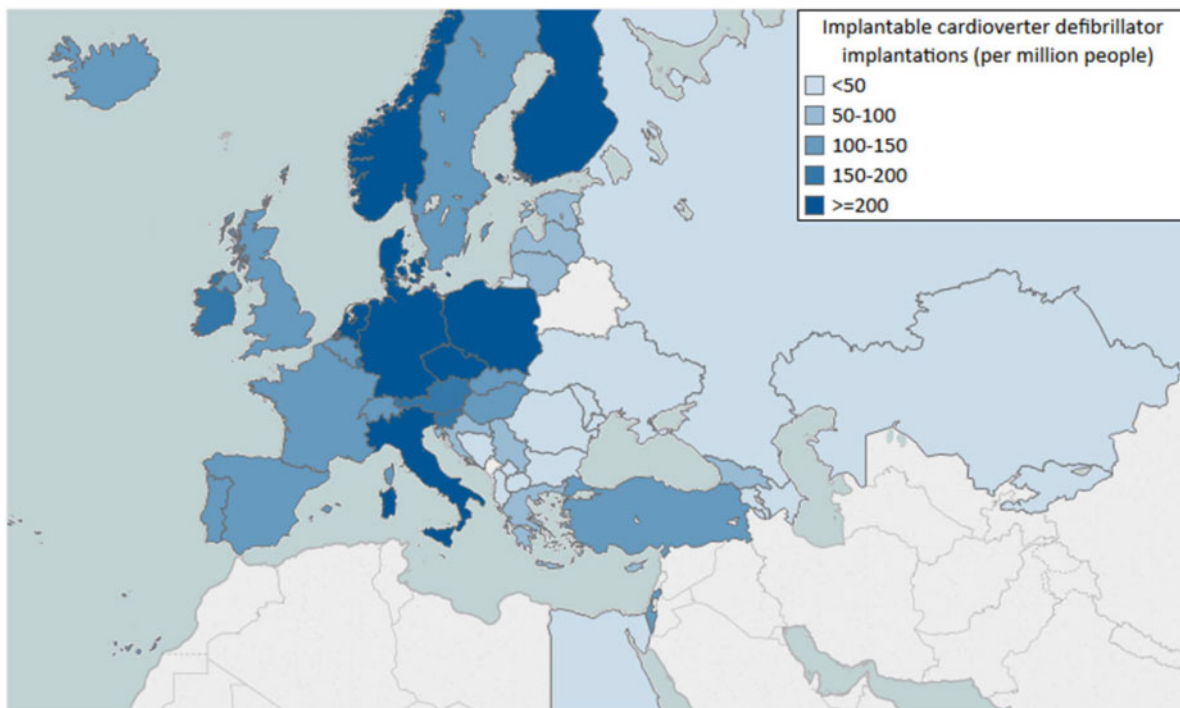 Implantable cardioverter defibrillator
implantations (per million people)
<50
50-100
100-150
150-200
>=200